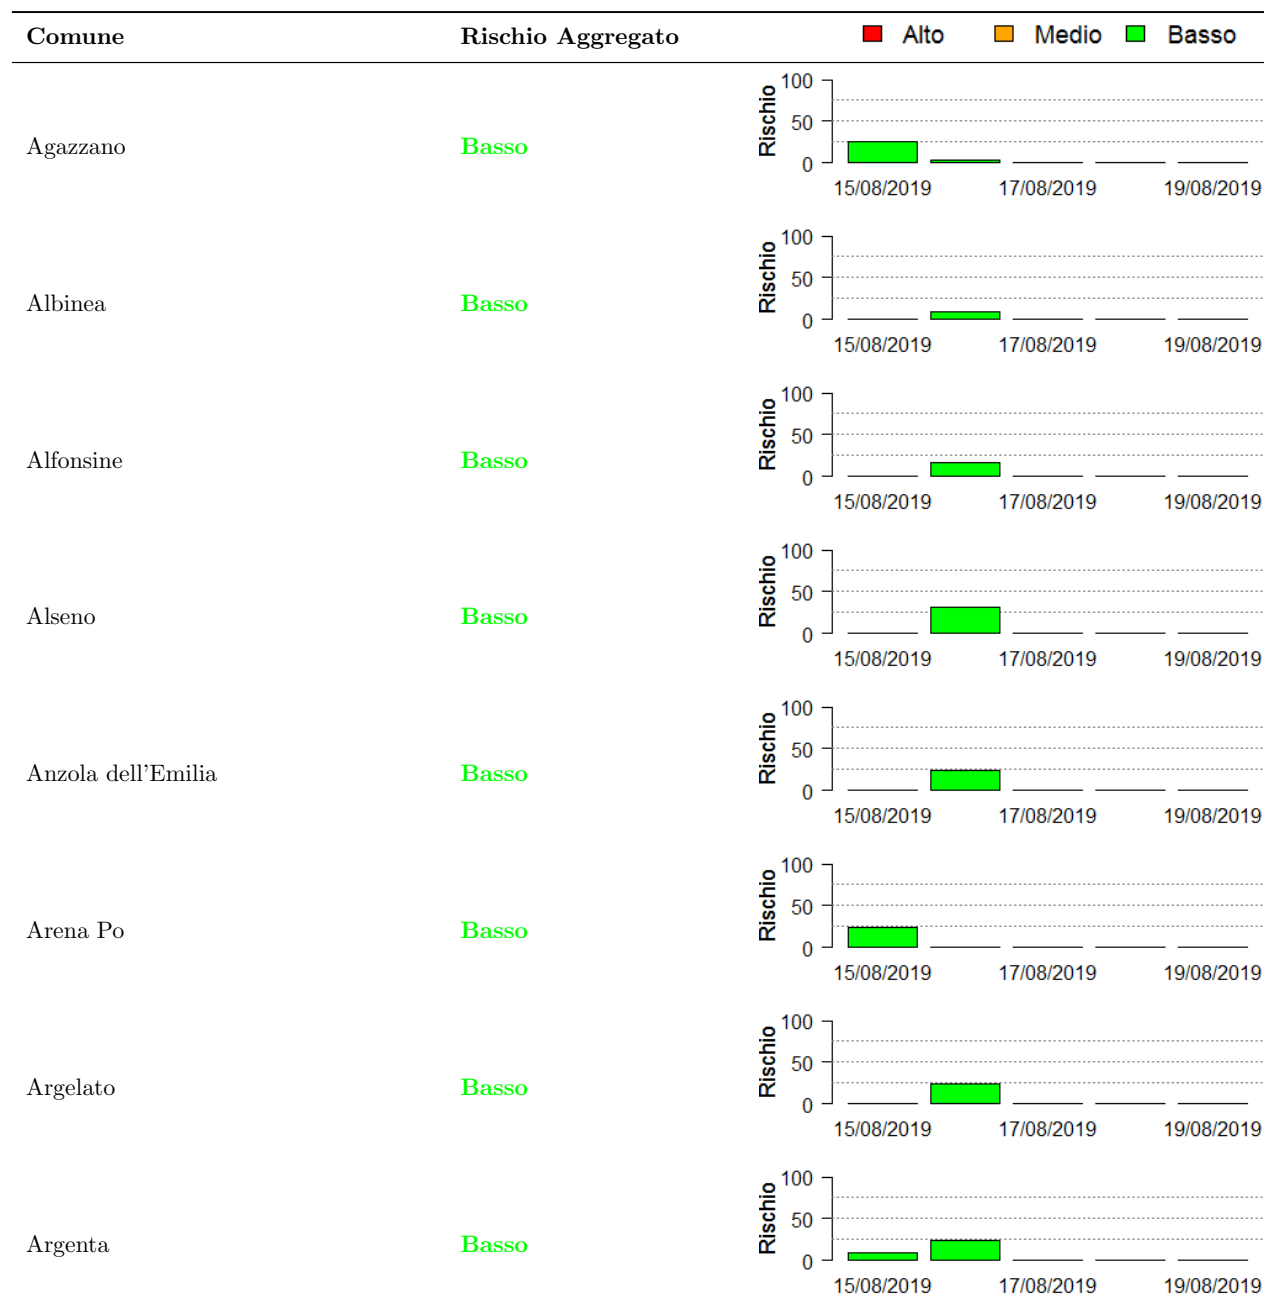 Comune Rischio Aggregato Alto Medio Basso
Agazzano Basso Rischio 100 50 0
15/08/2019 17/08/2019 19/08/2019
Albinea Basso Rischio 100 50 0
15/08/2019 17/08/2019 19/08/2019
Alfonsine Basso Rischio 100 50 0
15/08/2019 17/08/2019 19/08/2019
Alseno Basso Rischio 100 50 0
15/08/2019 17/08/2019 19/08/2019
Anzola dell'Emilia Basso Rischio 100 50 0
15/08/2019 17/08/2019 19/08/2019
Arena Po Basso Rischio 100 50 0
15/08/2019 17/08/2019 19/08/2019
Argelato Basso Rischio 100 50 0
15/08/2019 17/08/2019 19/08/2019
Argenta Basso Rischio 100 50 0
15/08/2019 17/08/2019 19/08/2019